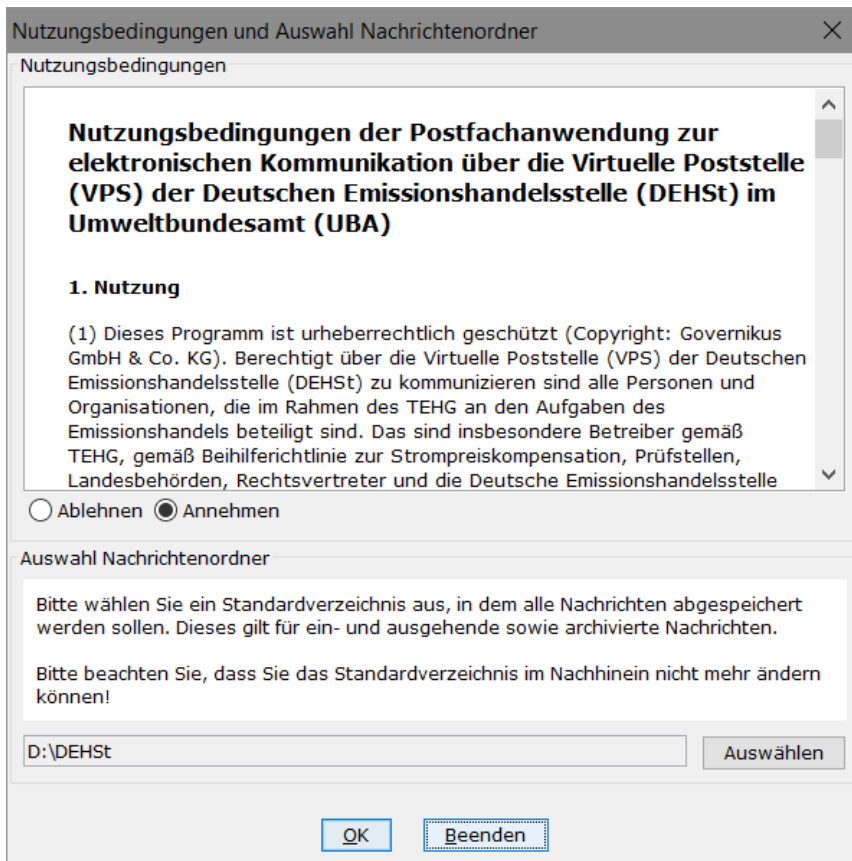 Nutzungsbedingungen und Auswahl Nachrichtenordner
Nutzungsbedingungen
Nutzungsbedingungen der Postfachanwendung zur
elektronischen Kommunikation über die Virtuelle Poststelle
(VPS) der Deutschen Emissionshandelsstelle (DEHSt) im
Umweltbundesamt (UBA)
1. Nutzung
(1) Dieses Programm ist urheberrechtlich geschützt (Copyright: Governikus
GmbH & Co. KG). Berechtigt über die Virtuelle Poststelle (VPS) der Deutschen
Emissionshandelsstelle (DEHSt) zu kommunizieren sind alle Personen und
Organisationen, die im Rahmen des TEHG an den Aufgaben des
Emissionshandels beteiligt sind. Das sind insbesondere Betreiber gemäß
TEHG, gemäß Beihilferichtlinie zur Strompreiskompensation, Prüfstellen,
Landesbehörden, Rechtsvertreter und die Deutsche Emissionshandelsstelle
Ablehnen Annehmen
Auswahl Nachrichtenordner
Bitte wählen Sie ein Standardverzeichnis aus, in dem alle Nachrichten abgespeichert
werden sollen. Dieses gilt für ein- und ausgehende sowie archivierte Nachrichten.
Bitte beachten Sie, dass Sie das Standardverzeichnis im Nachhinein nicht mehr ändern
können!
D:\DEHSt Auswählen
OK Beenden